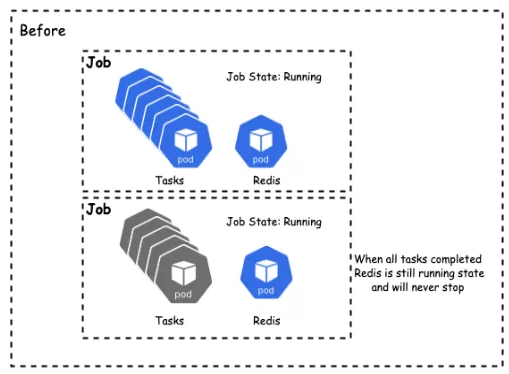 Before
Job
Job State: Running
pod
pod
Tasks
Redis
Job
Job State: Running
pod
pod
Tasks
Redis
When all tasks completed
Redis is still running state
and will never stop